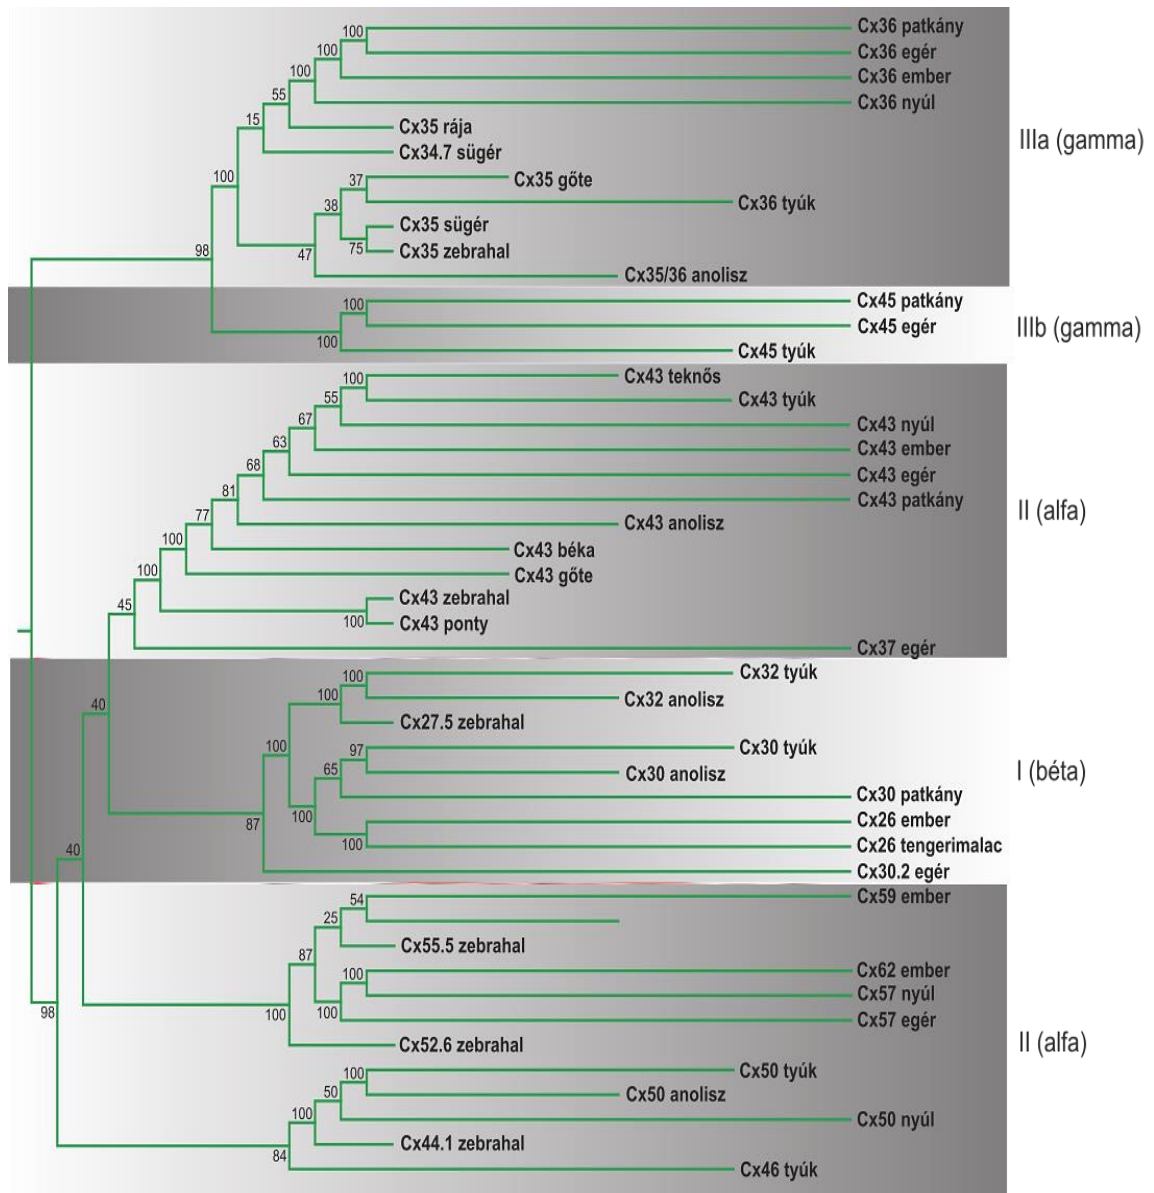 100
Cx36 patkány
100
Cx36 egér
100
Cx36 ember
55
Cx36 nyúl
15
Cx35 rája
IIIa (gamma)
Cx34.7 sügér
100
37
Cx35 gőte
38
Cx36 tyúk
Cx35 sügér
98
47
75
Cx35 zebrahal
Cx35/36 anolisz
100
Cx45 patkány
Cx45 egér
IIIb (gamma)
100
Cx45 tyúk
100
Cx43 teknős
55
Cx43 tyúk
67
Cx43 nyúl
63
Cx43 ember
68
Cx43 egér
81
Cx43 patkány
II (alfa)
77
Cx43 anolisz
100
Cx43 béka
100
Cx43 gőte
45
Cx43 zebrahal
100
Cx43 ponty
Cx37 egér
100
Cx32 tyúk
40
100
Cx32 anolisz
Cx27.5 zebrahal
100
97
Cx30 tyúk
65
Cx30 anolisz
I (béta)
100
Cx30 patkány
87
Cx26 ember
100
Cx26 tengerimalac
40
Cx30.2 egér
54
Cx59 ember
25
Cx55.5 zebrahal
87
100
Cx62 ember
Cx57 nyúl
98
100
100
Cx57 egér
Cx52.6 zebrahal
II (alfa)
100
Cx50 tyúk
50
Cx50 anolisz
100
Cx50 nyúl
Cx44.1 zebrahal
84
Cx46 tyúk